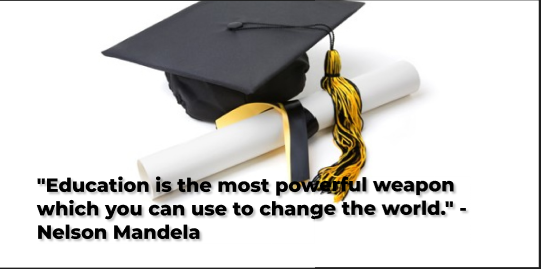 "Education is the most powerful weapon
which you can use to change the world." -
Nelson Mandela